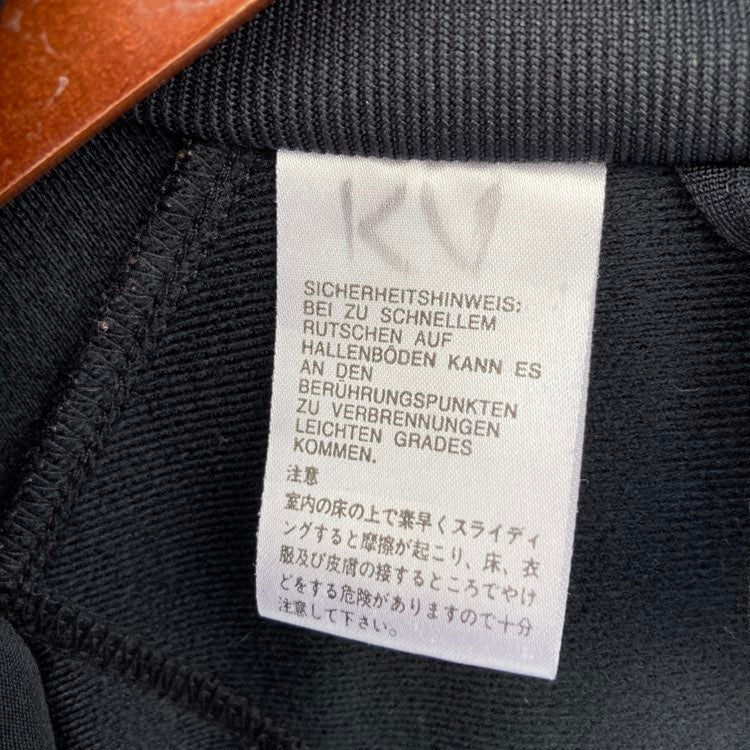 KV
SICHERHEITSHINWEIS:
BEI ZU SCHNELLEM
RUTSCHEN AUF
HALLENBÖDEN KANN ES
AN DEN
BERÜHRUNGSPUNKTEN
ZU VERBRENNUNGEN
LEICHTEN GRADES
KOMMEN.
注意
室内の床の上で素早くスライディ
ングすると摩擦が起こり、床、衣
服及び皮膚の接するところでやけ
どをする危険がありますので十分
注意して下さい。